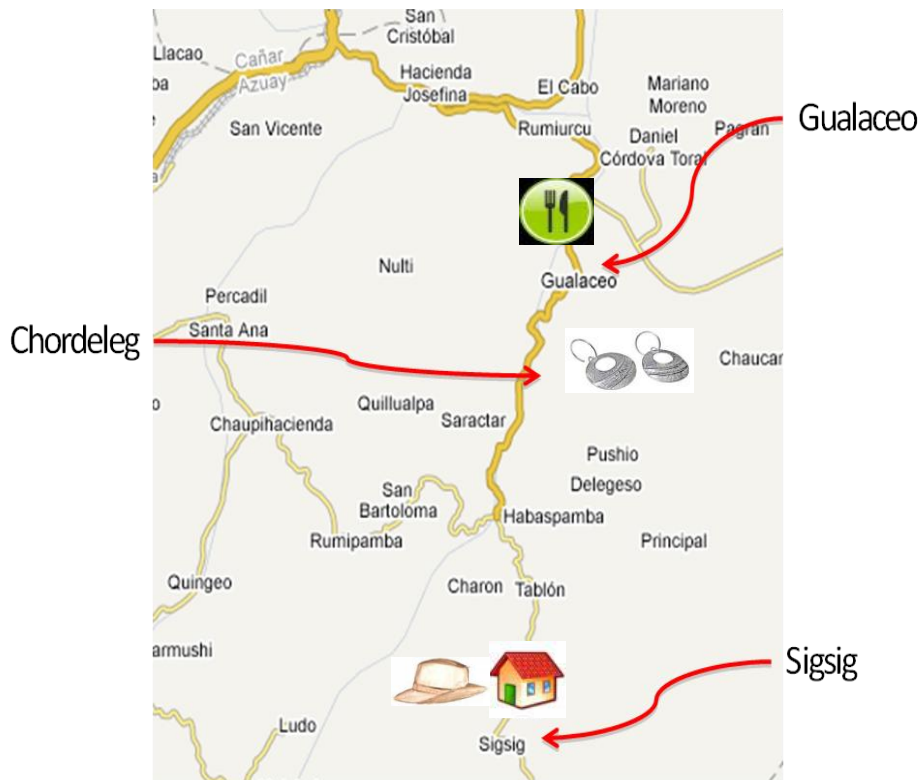 San
Cristóbal
Llacao
Cañar
Azuay
Hacienda
Josefina
El Cabo
Mariano
Moreno
ba
Gualaceo
San Vicente
Rumiurcu
Daniel
Córdova Toral
Pagran
a
Nulti
Gualaceo
Percadil
Santa Ana
Chordeleg
Chaucar
o
Quillualpa
Saractar
Chaupihacienda
Pushio
Delegeso
San
Bartoloma
Habaspamba
Rumipamba
Principal
Quingeo
Charon
Tablón
armushi
Sigsig
Ludo
Sigsig